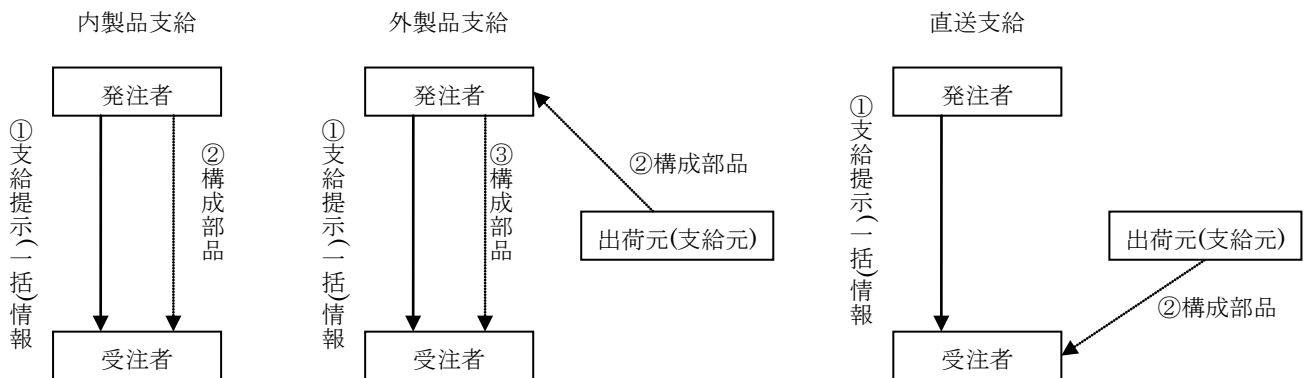 内製品支給
発注者
①支給提示(一括)情報
②構成部品
受注者
外製品支給
発注者
①支給提示(一括)情報
③構成部品
②構成部品
出荷元(支給元)
受注者
直送支給
発注者
①支給提示(一括)情報
出荷元(支給元)
②構成部品
受注者